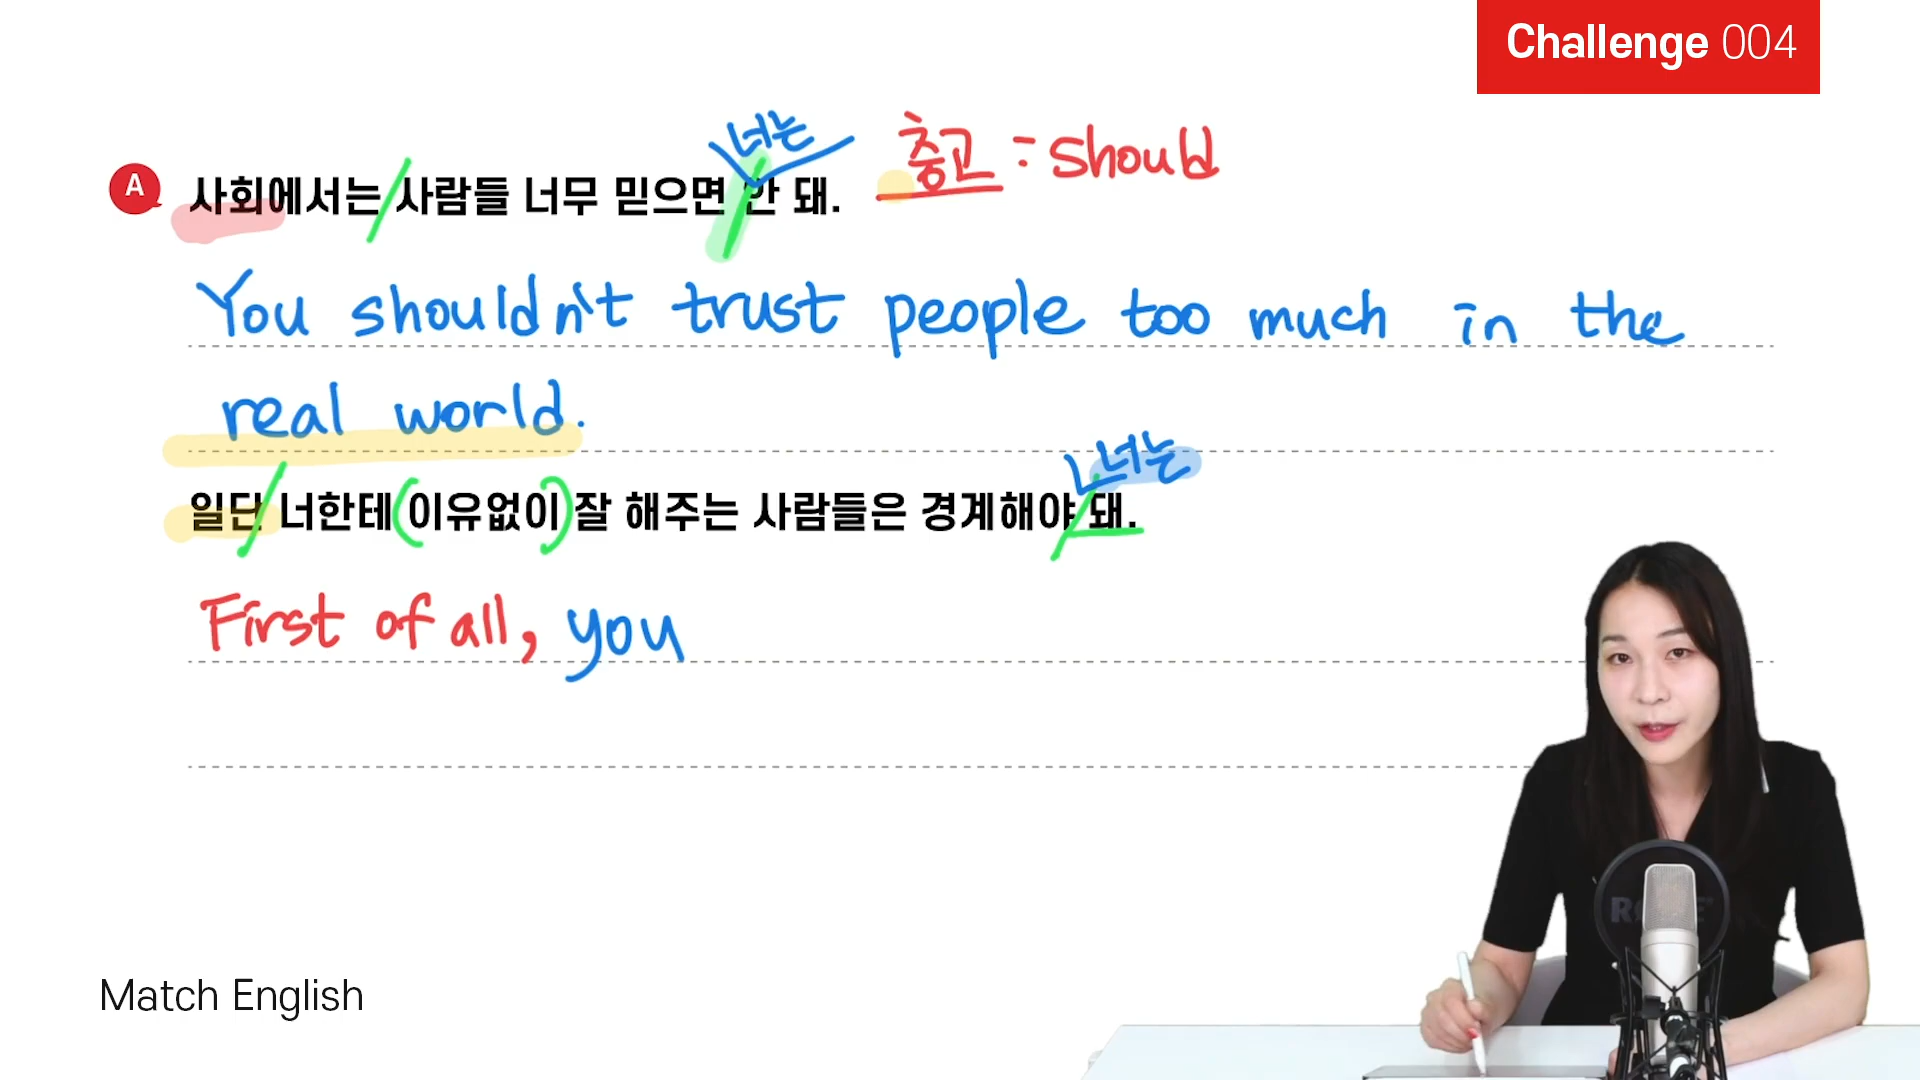 Challenge 004
너는
충고 : should
A 사회에서는 사람들 너무 믿으면 안 돼.
You shouldn't trust people too much in the
real world.
너는
일단 너한테 (이유없이) 잘 해주는 사람들은 경계해야 돼.
First of all, you
Match English